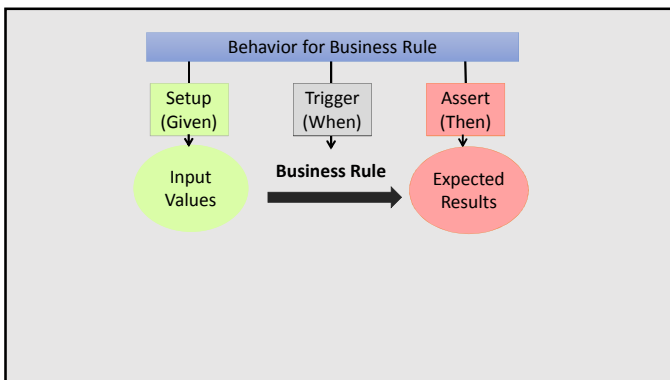 Behavior for Business Rule
Setup
(Given)
Trigger
(When)
Assert
(Then)
Input
Values
Business Rule
Expected
Results